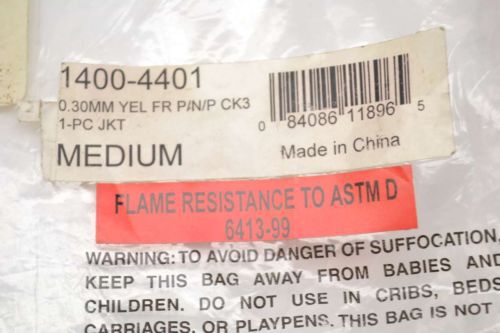 1400-4401
0.30MM YEL FR P/N/P CK3
1-PC JKT
MEDIUM
0 84086 11896 5
Made in China
FLAME RESISTANCE TO ASTM D
6413-99
WARNING: TO AVOID DANGER OF SUFFOCATION,
KEEP THIS BAG AWAY FROM BABIES AND
CHILDREN. DO NOT USE IN CRIBS, BEDS
CARRIAGES, OR PLAYPENS. THIS BAG IS NOT